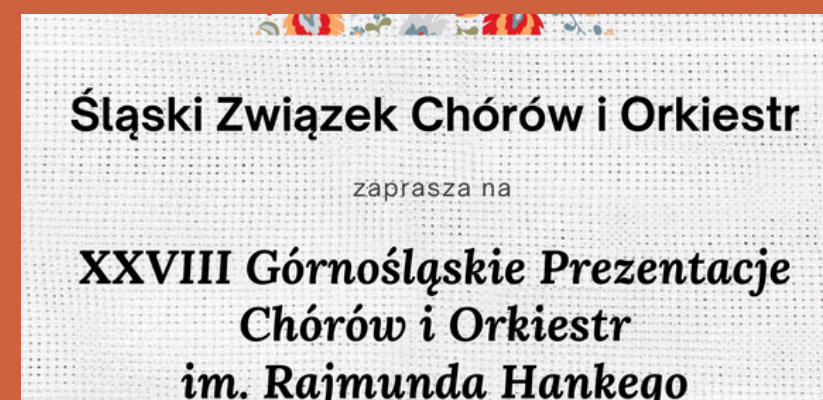 Śląski Związek Chórów i Orkiestr
zaprasza na
XXVIII Górnośląskie Prezentacje
Chórów i Orkiestr
im. Rajmunda Hankego